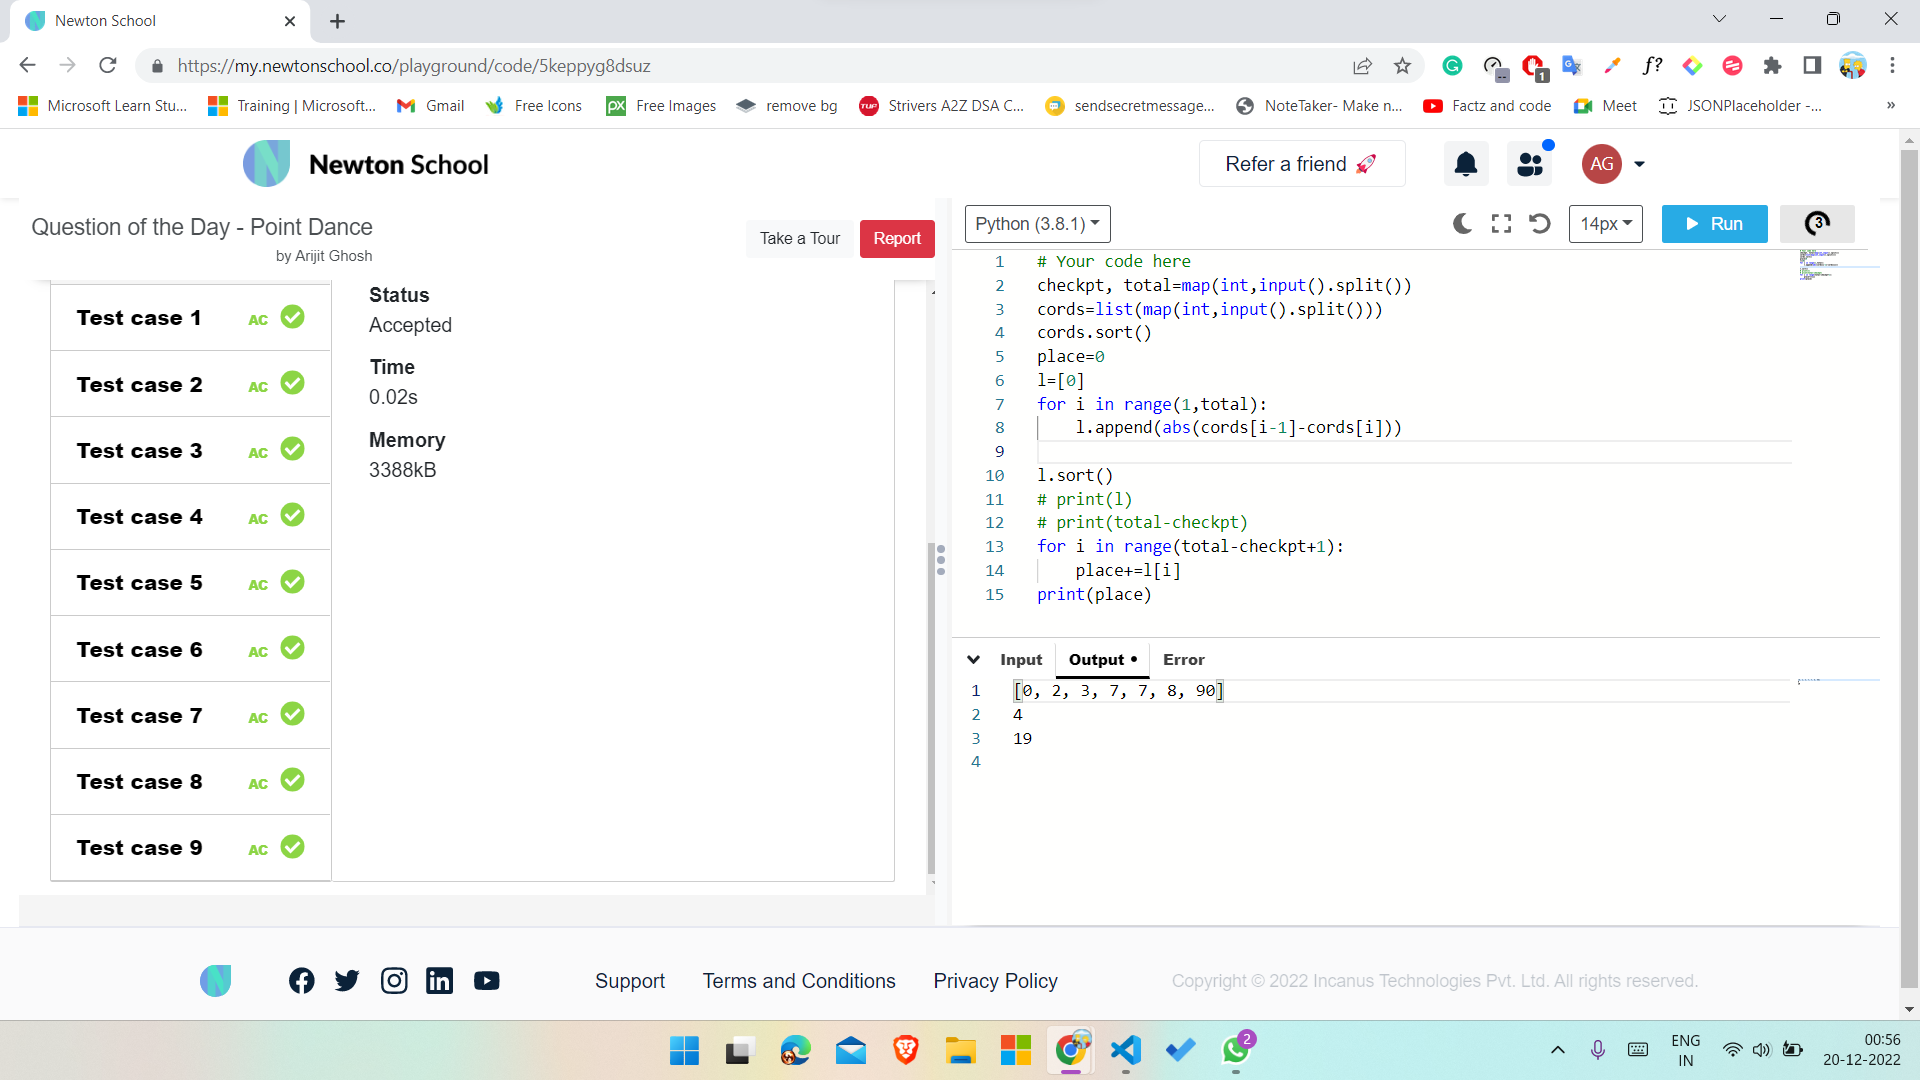 Newton School
https://my.newtonschool.co/playground/code/5keppyg8dsuz
f?
1
Microsoft Learn Stu...
Training | Microsoft...
Gmail
Free Icons
Free Images
remove bg
Strivers A2Z DSA C...
sendsecretmessage...
NoteTaker- Make n...
Factz and code
Meet
JSONPlaceholder -...
»
Newton School
Refer a friend 🚀
AG
Question of the Day - Point Dance
by Arijit Ghosh
Take a Tour
Report
Python (3.8.1)
14px
Run
3
Test case 1 AC
Test case 2 AC
Test case 3 AC
Test case 4 AC
Test case 5 AC
Test case 6 AC
Test case 7 AC
Test case 8 AC
Test case 9 AC
Status
Accepted
Time
0.02s
Memory
3388kB
1 # Your code here
2 checkpt, total=map(int,input().split())
3 cords=list(map(int,input().split()))
4 cords.sort()
5 place=0
6 l=[0]
7 for i in range(1,total):
8 l.append(abs(cords[i-1]-cords[i]))
9
10 l.sort()
11 # print(l)
12 # print(total-checkpt)
13 for i in range(total-checkpt+1):
14 place+=l[i]
15 print(place)
Input
Output •
Error
1 [0, 2, 3, 7, 7, 8, 90]
2 4
3 19
4
Support
Terms and Conditions
Privacy Policy
Copyright © 2022 Incanus Technologies Pvt. Ltd. All rights reserved.
2
ENG
IN
00:56
20-12-2022